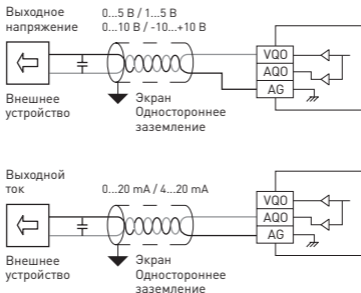 Выходное
напряжение
0...5 В / 1...5 В
0...10 В / -10...+10 В
VQO
AQO
AG
Внешнее
устройство
Экран
Одностороннее
заземление
Выходной
ток
0...20 mA / 4...20 mA
VQO
AQO
AG
Внешнее
устройство
Экран
Одностороннее
заземление